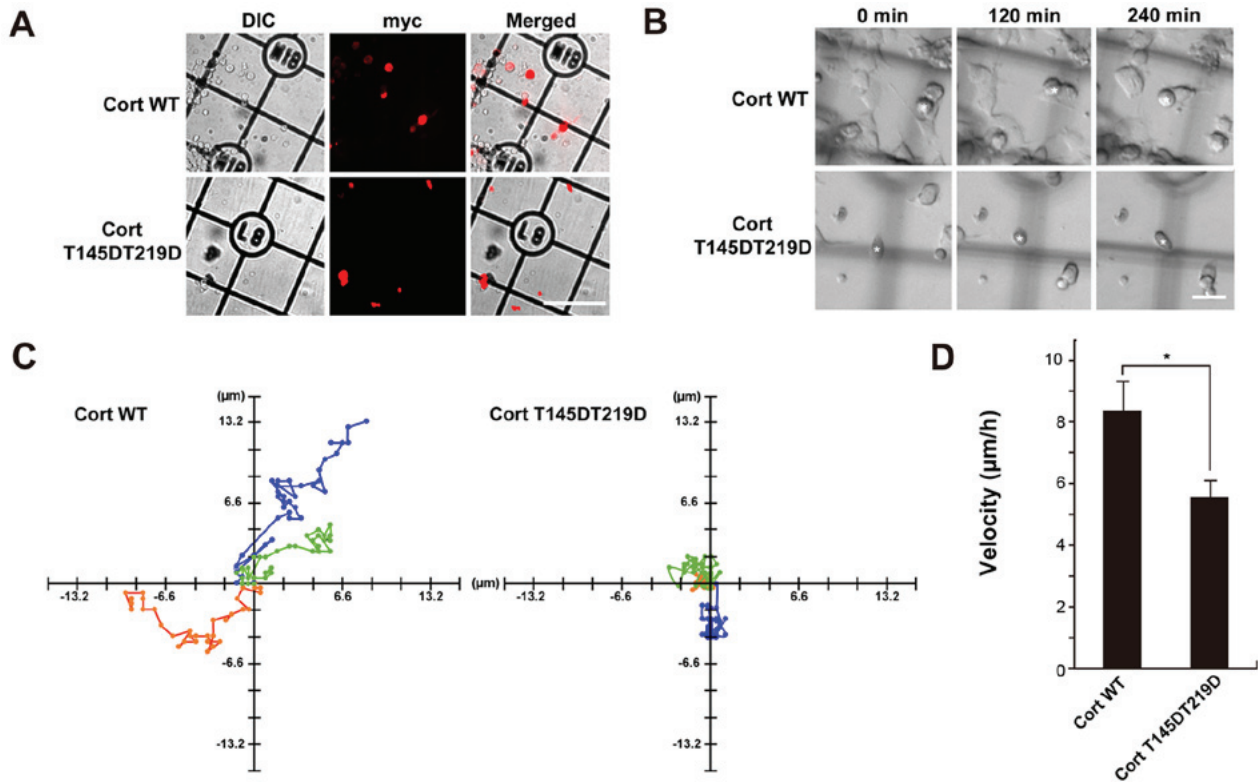 A
DIC
myc
Merged
Cort WT
Cort
T145DT219D
L8
B
0 min
120 min
240 min
Cort WT
Cort
T145DT219D
*
*
*
C
Cort WT
(µm)
13.2
6.6
-13.2
-6.6
6.6
13.2
-6.6
-13.2
Cort T145DT219D
(µm)
13.2
6.6
(µm)
-13.2
-6.6
6.6
13.2
-6.6
-13.2
D
Velocity (µm/h)
10
8
6
4
2
0
*
Cort WT
Cort T145DT219D